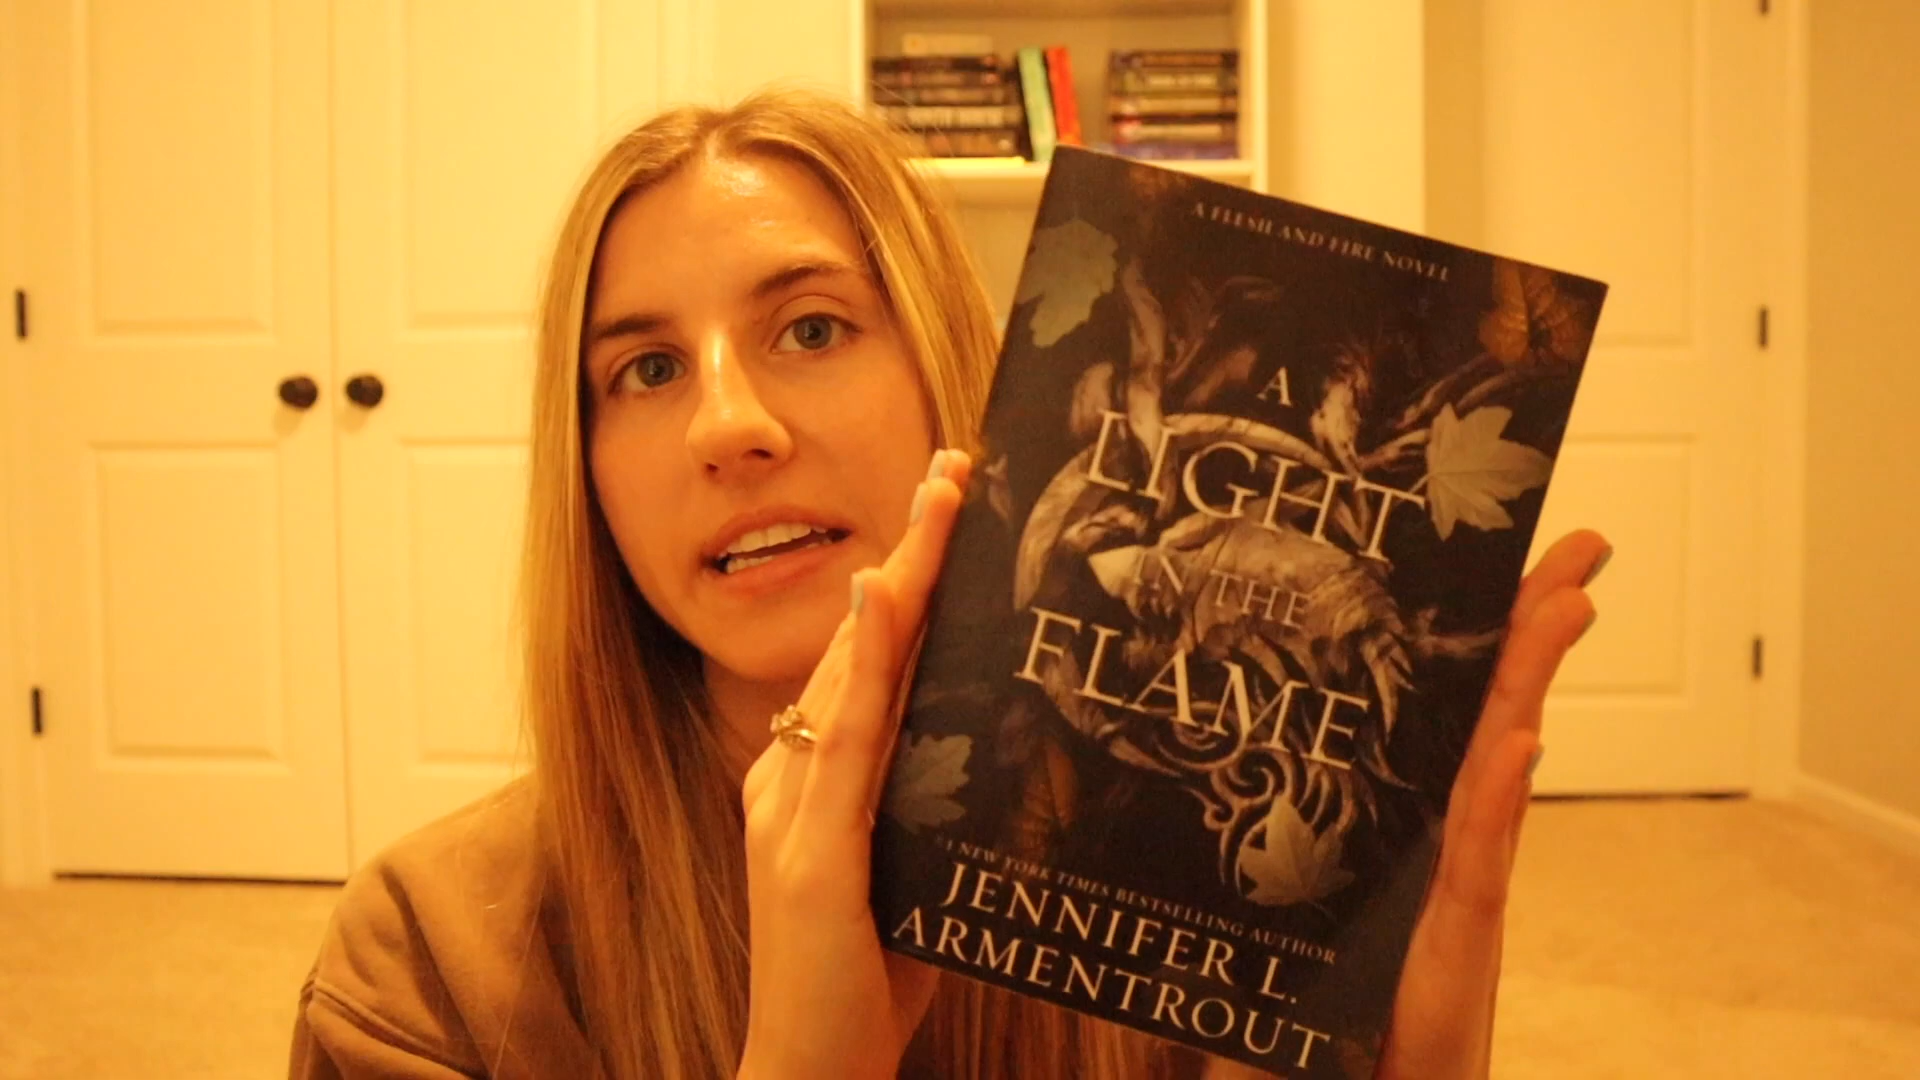 A FLESH AND FIRE NOVEL
A
LIGHT
IN THE
FLAME
#1 NEW YORK TIMES BESTSELLING AUTHOR
JENNIFER L.
ARMENTROUT